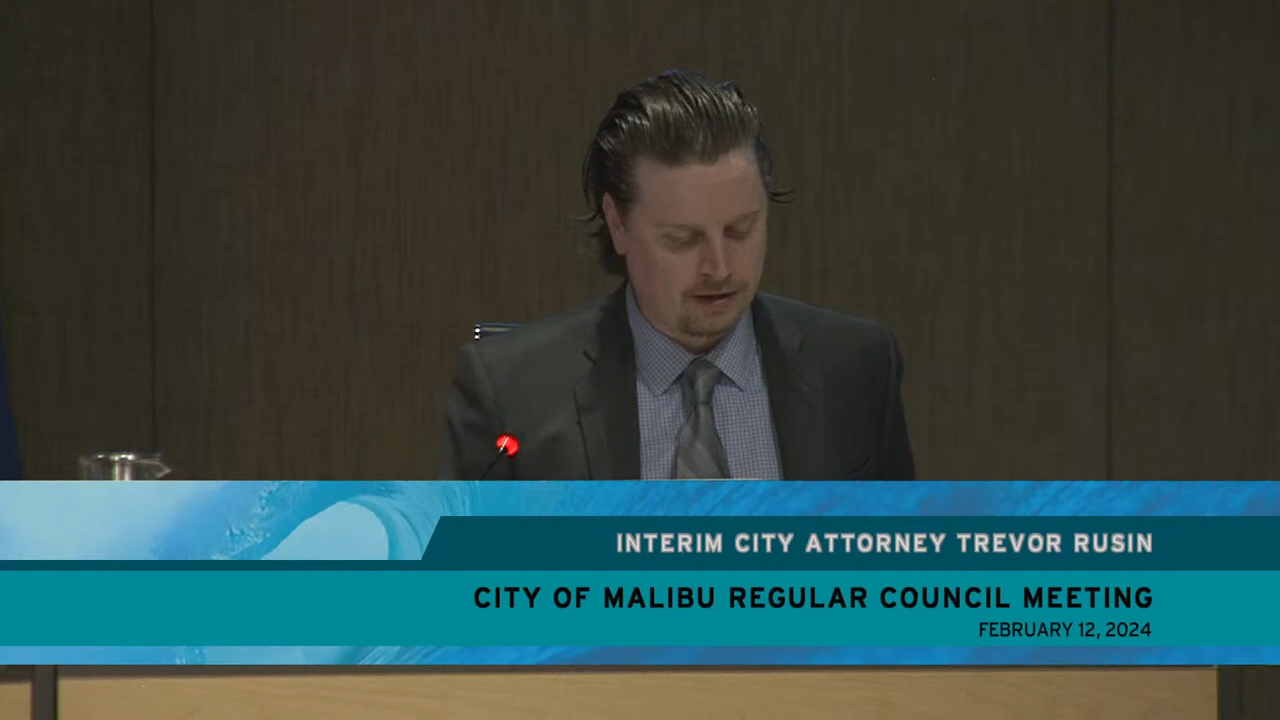 INTERIM CITY ATTORNEY TREVOR RUSIN
CITY OF MALIBU REGULAR COUNCIL MEETING
FEBRUARY 12, 2024